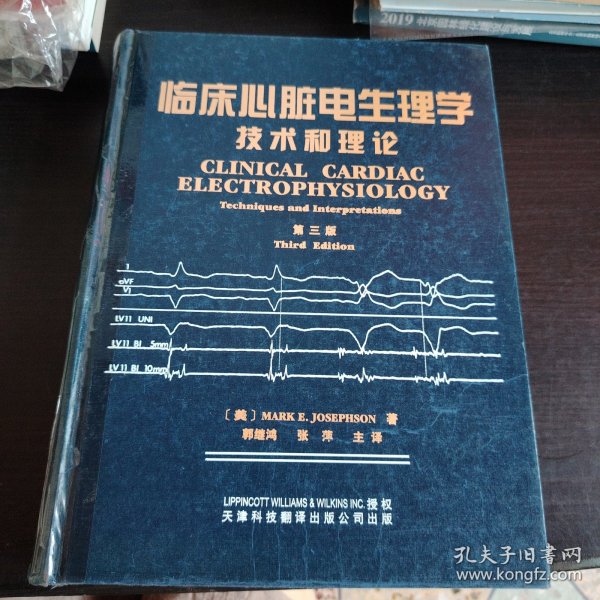 2019
临床心脏电生理学
技术和理论
CLINICAL CARDIAC
ELECTROPHYSIOLOGY
Techniques and Interpretations
第三版
Third Edition
1
aVF
V1
LV11 UNI
LV11 BI 5mm
LV11 BI 10mm
〔美〕MARK E. JOSEPHSON 著
郭继鸿 张萍 主译
LIPPINCOTT WILLIAMS & WILKINS INC. 授权
天津科技翻译出版公司出版
孔夫子旧书网
www.kongfz.com